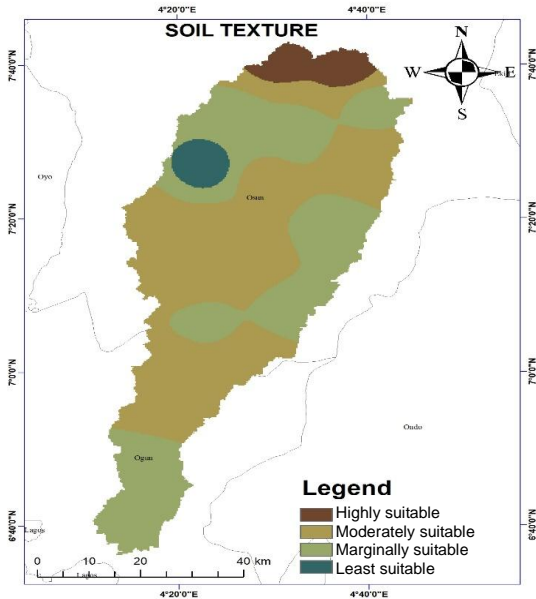 4°20'0"E 4°40'0"E
SOIL TEXTURE
N
W E
S
7°40'0"N 7°40'0"N
Oyo
Osun
7°20'0"N 7°20'0"N
7°0'0"N 7°0'0"N
Ondo
Ogun
Legend
Highly suitable
Moderately suitable
Marginally suitable
Least suitable
6°40'0"N 6°40'0"N
Lagos
0 10 20 40 km
Lagos
4°20'0"E 4°40'0"E